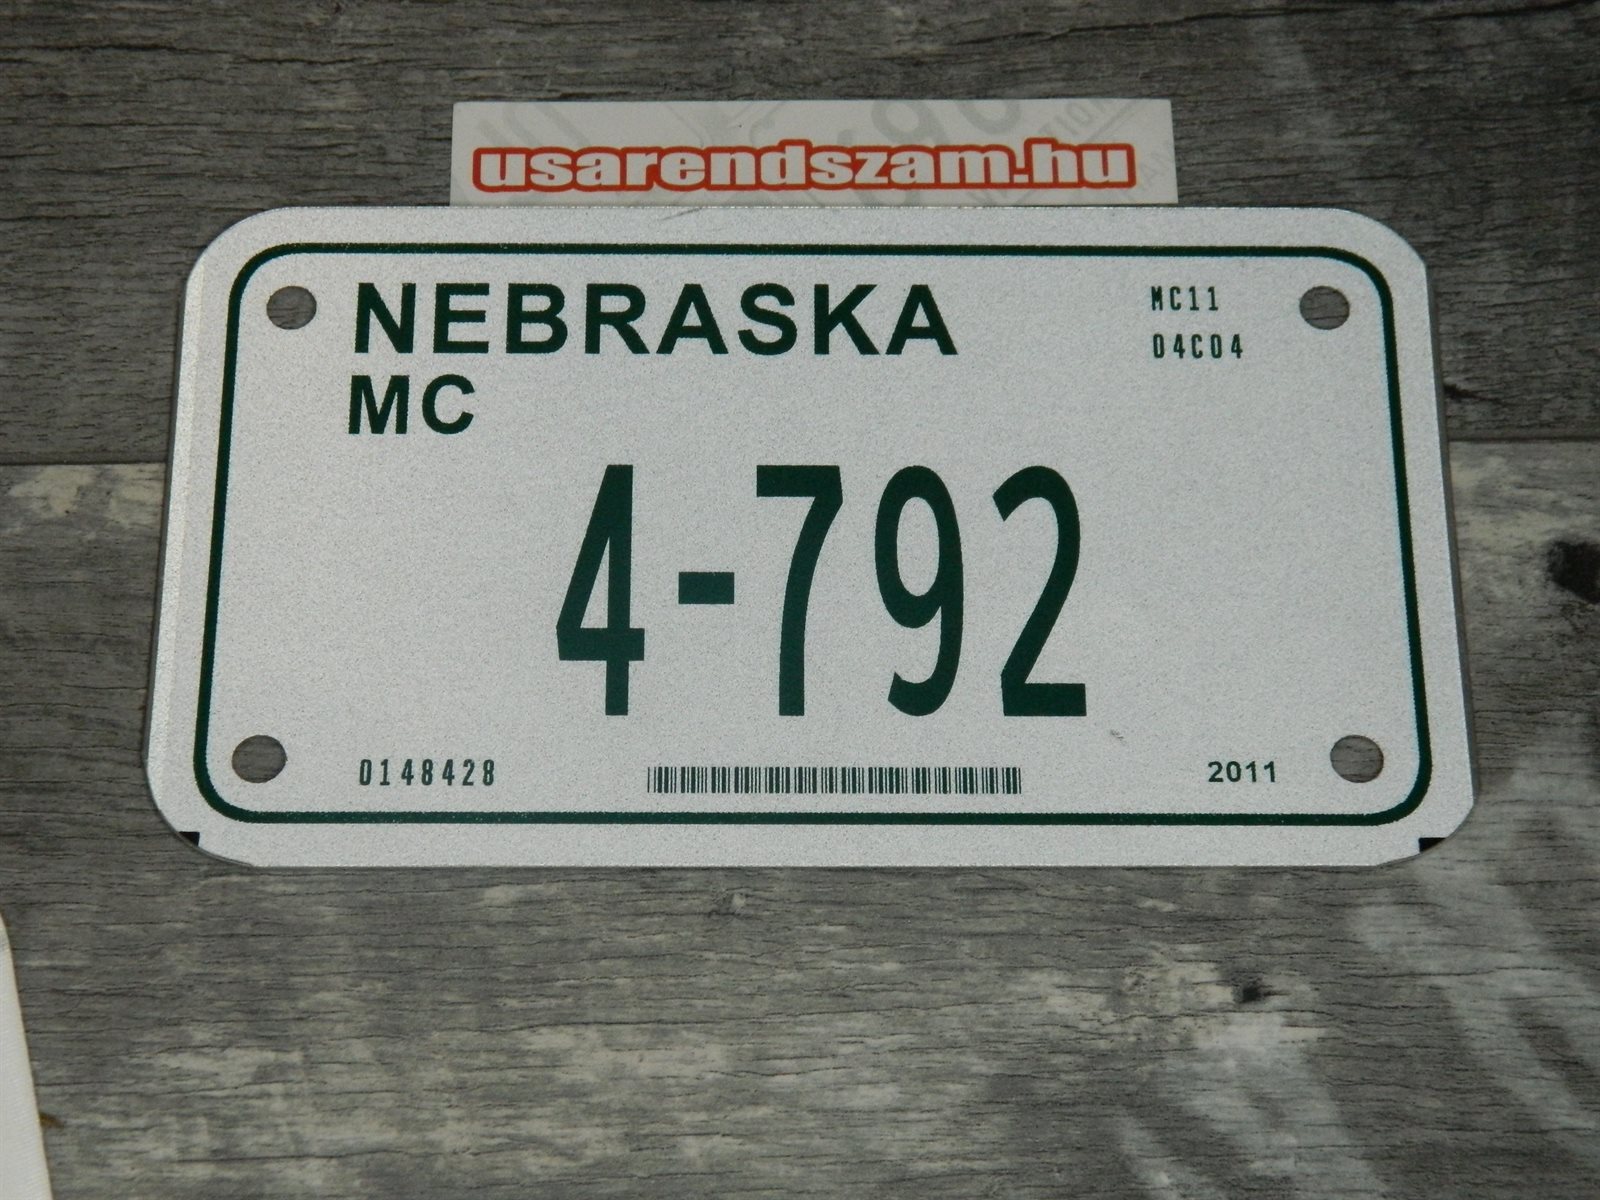 usarendszam.hu
NEBRASKA
MC11
04C04
MC
4-792
0148428
2011